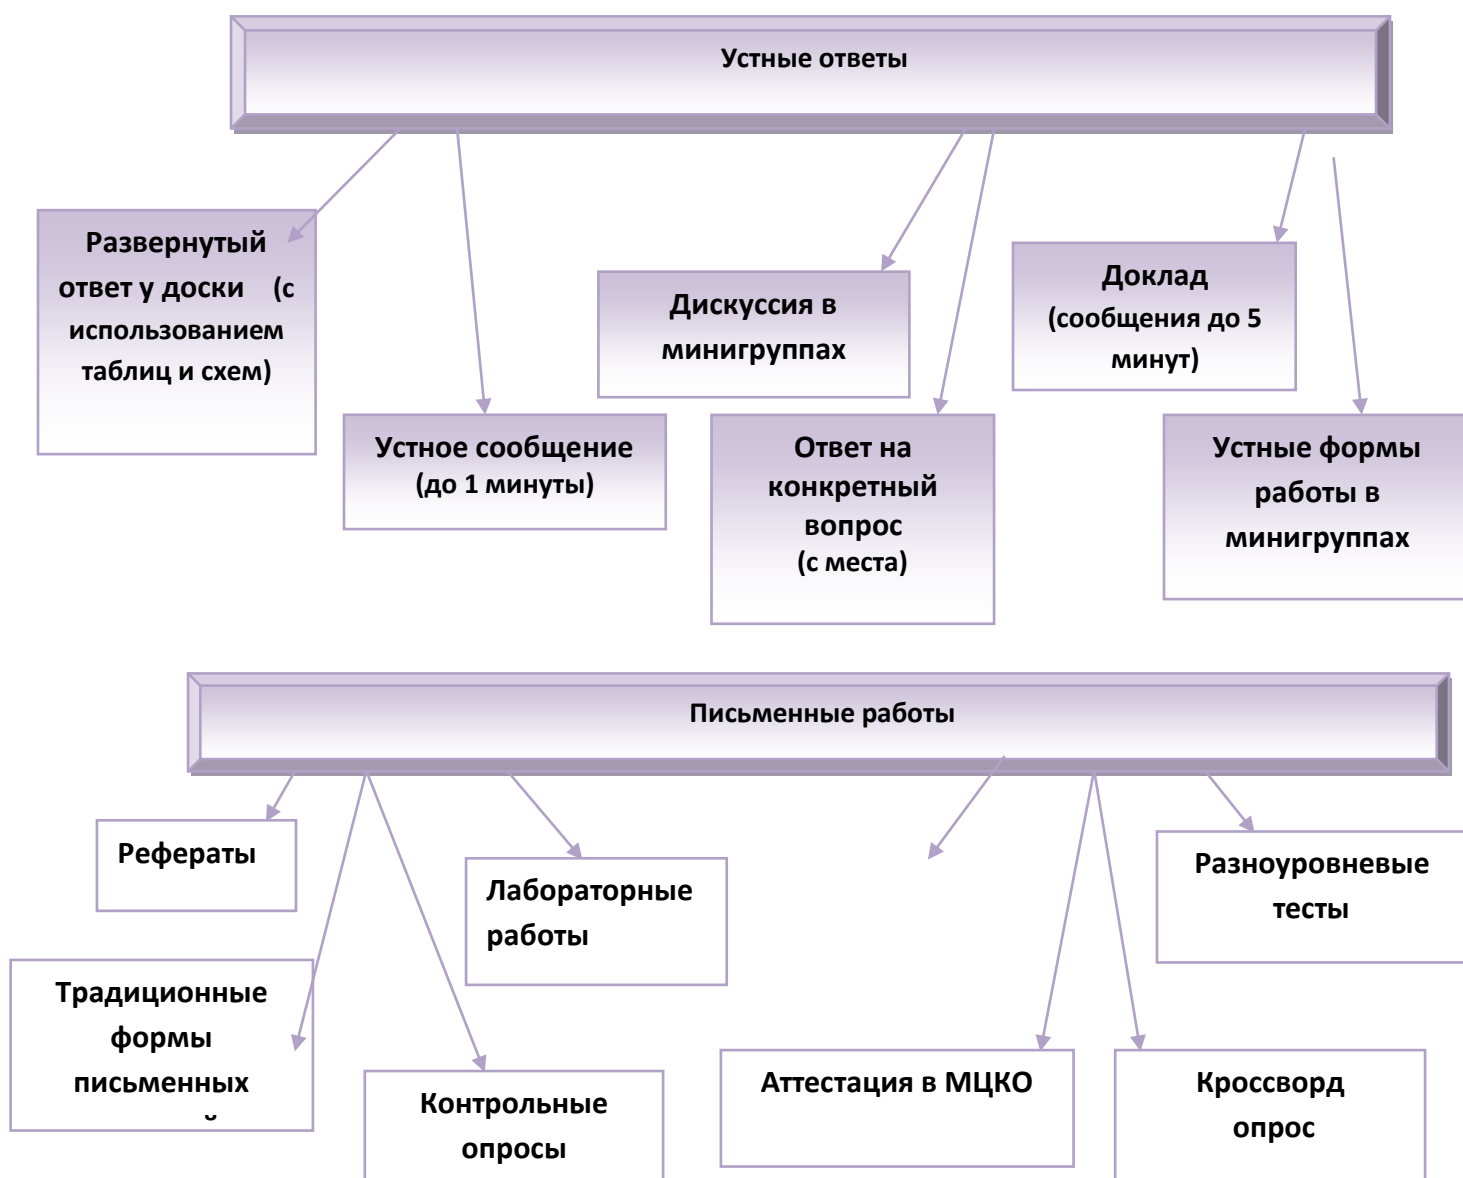 Устные ответы
Развернутый
ответ у доски (с
использованием
таблиц и схем)
Устное сообщение
(до 1 минуты)
Дискуссия в
минигруппах
Ответ на
конкретный
вопрос
(с места)
Доклад
(сообщения до 5
минут)
Устные формы
работы в
минигруппах
Письменные работы
Рефераты
Традиционные
формы
письменных
Контрольные
опросы
Лабораторные
работы
Аттестация в МЦКО
Кроссворд
опрос
Разноуровневые
тесты